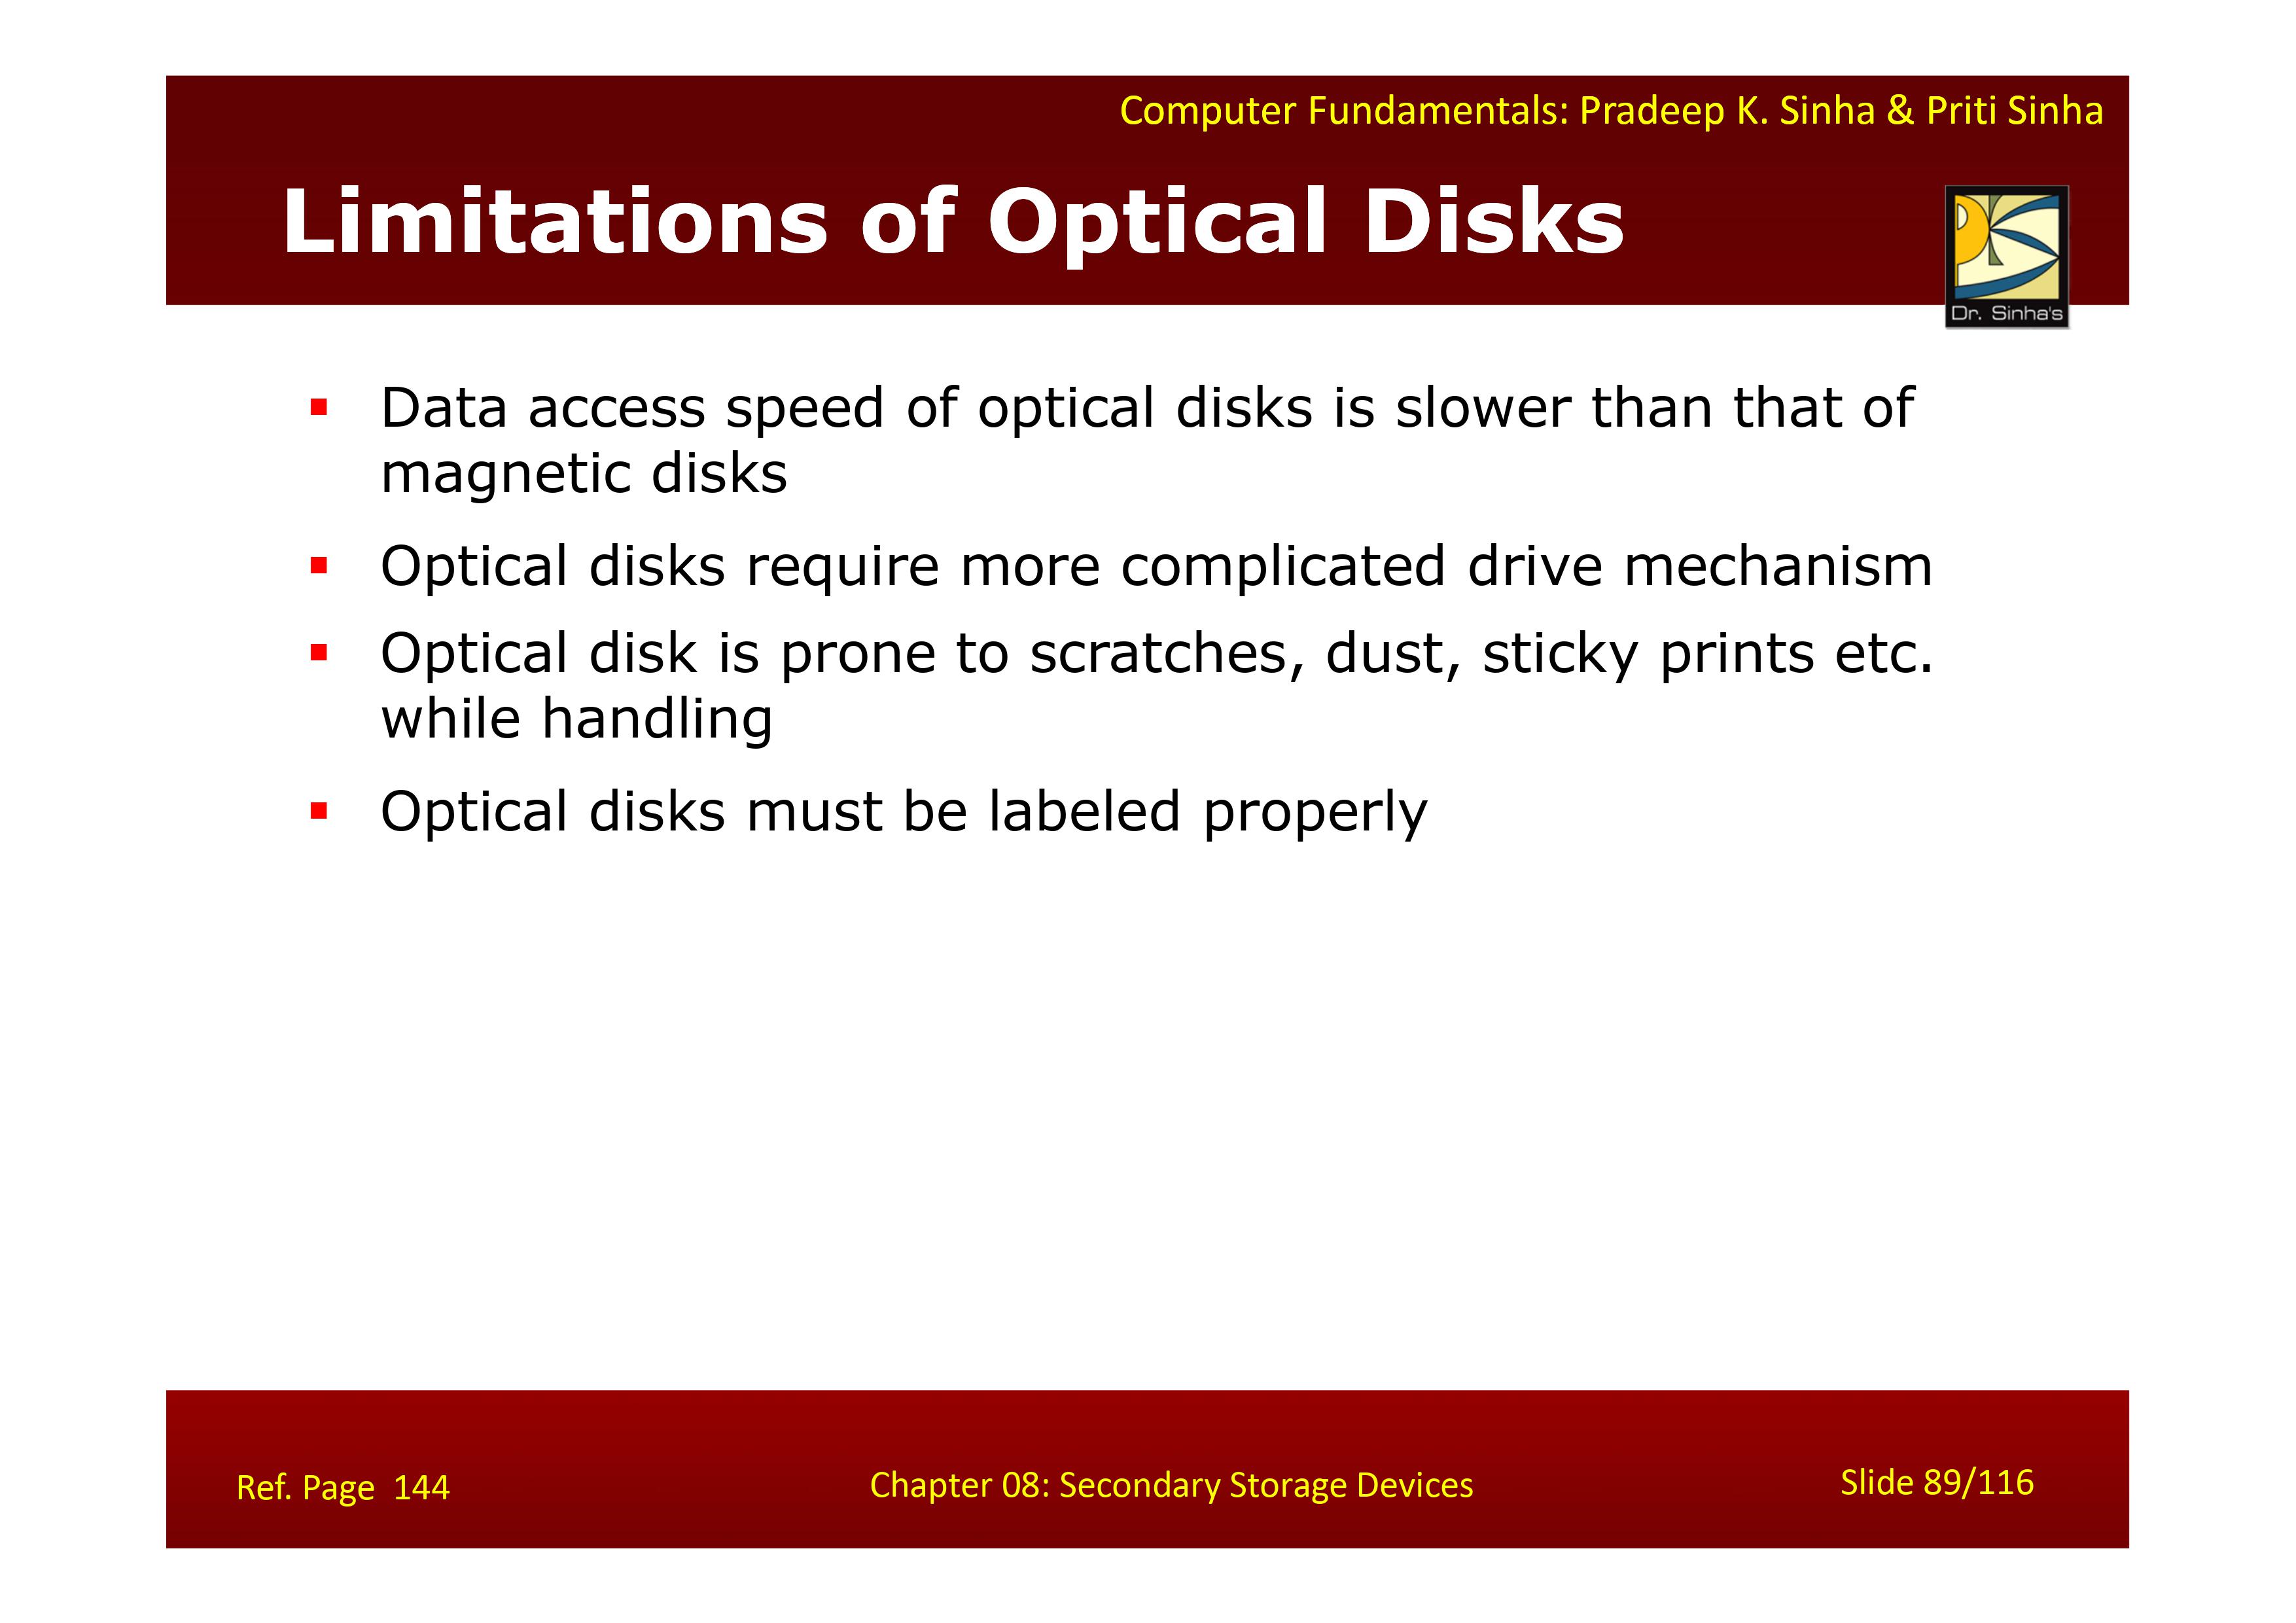 Computer Fundamentals: Pradeep K. Sinha & Priti Sinha
Limitations of Optical Disks
Dr. Sinha's
▪ Data access speed of optical disks is slower than that of
magnetic disks
▪ Optical disks require more complicated drive mechanism
▪ Optical disk is prone to scratches, dust, sticky prints etc.
while handling
▪ Optical disks must be labeled properly
Ref. Page 144
Chapter 08: Secondary Storage Devices
Slide 89/116